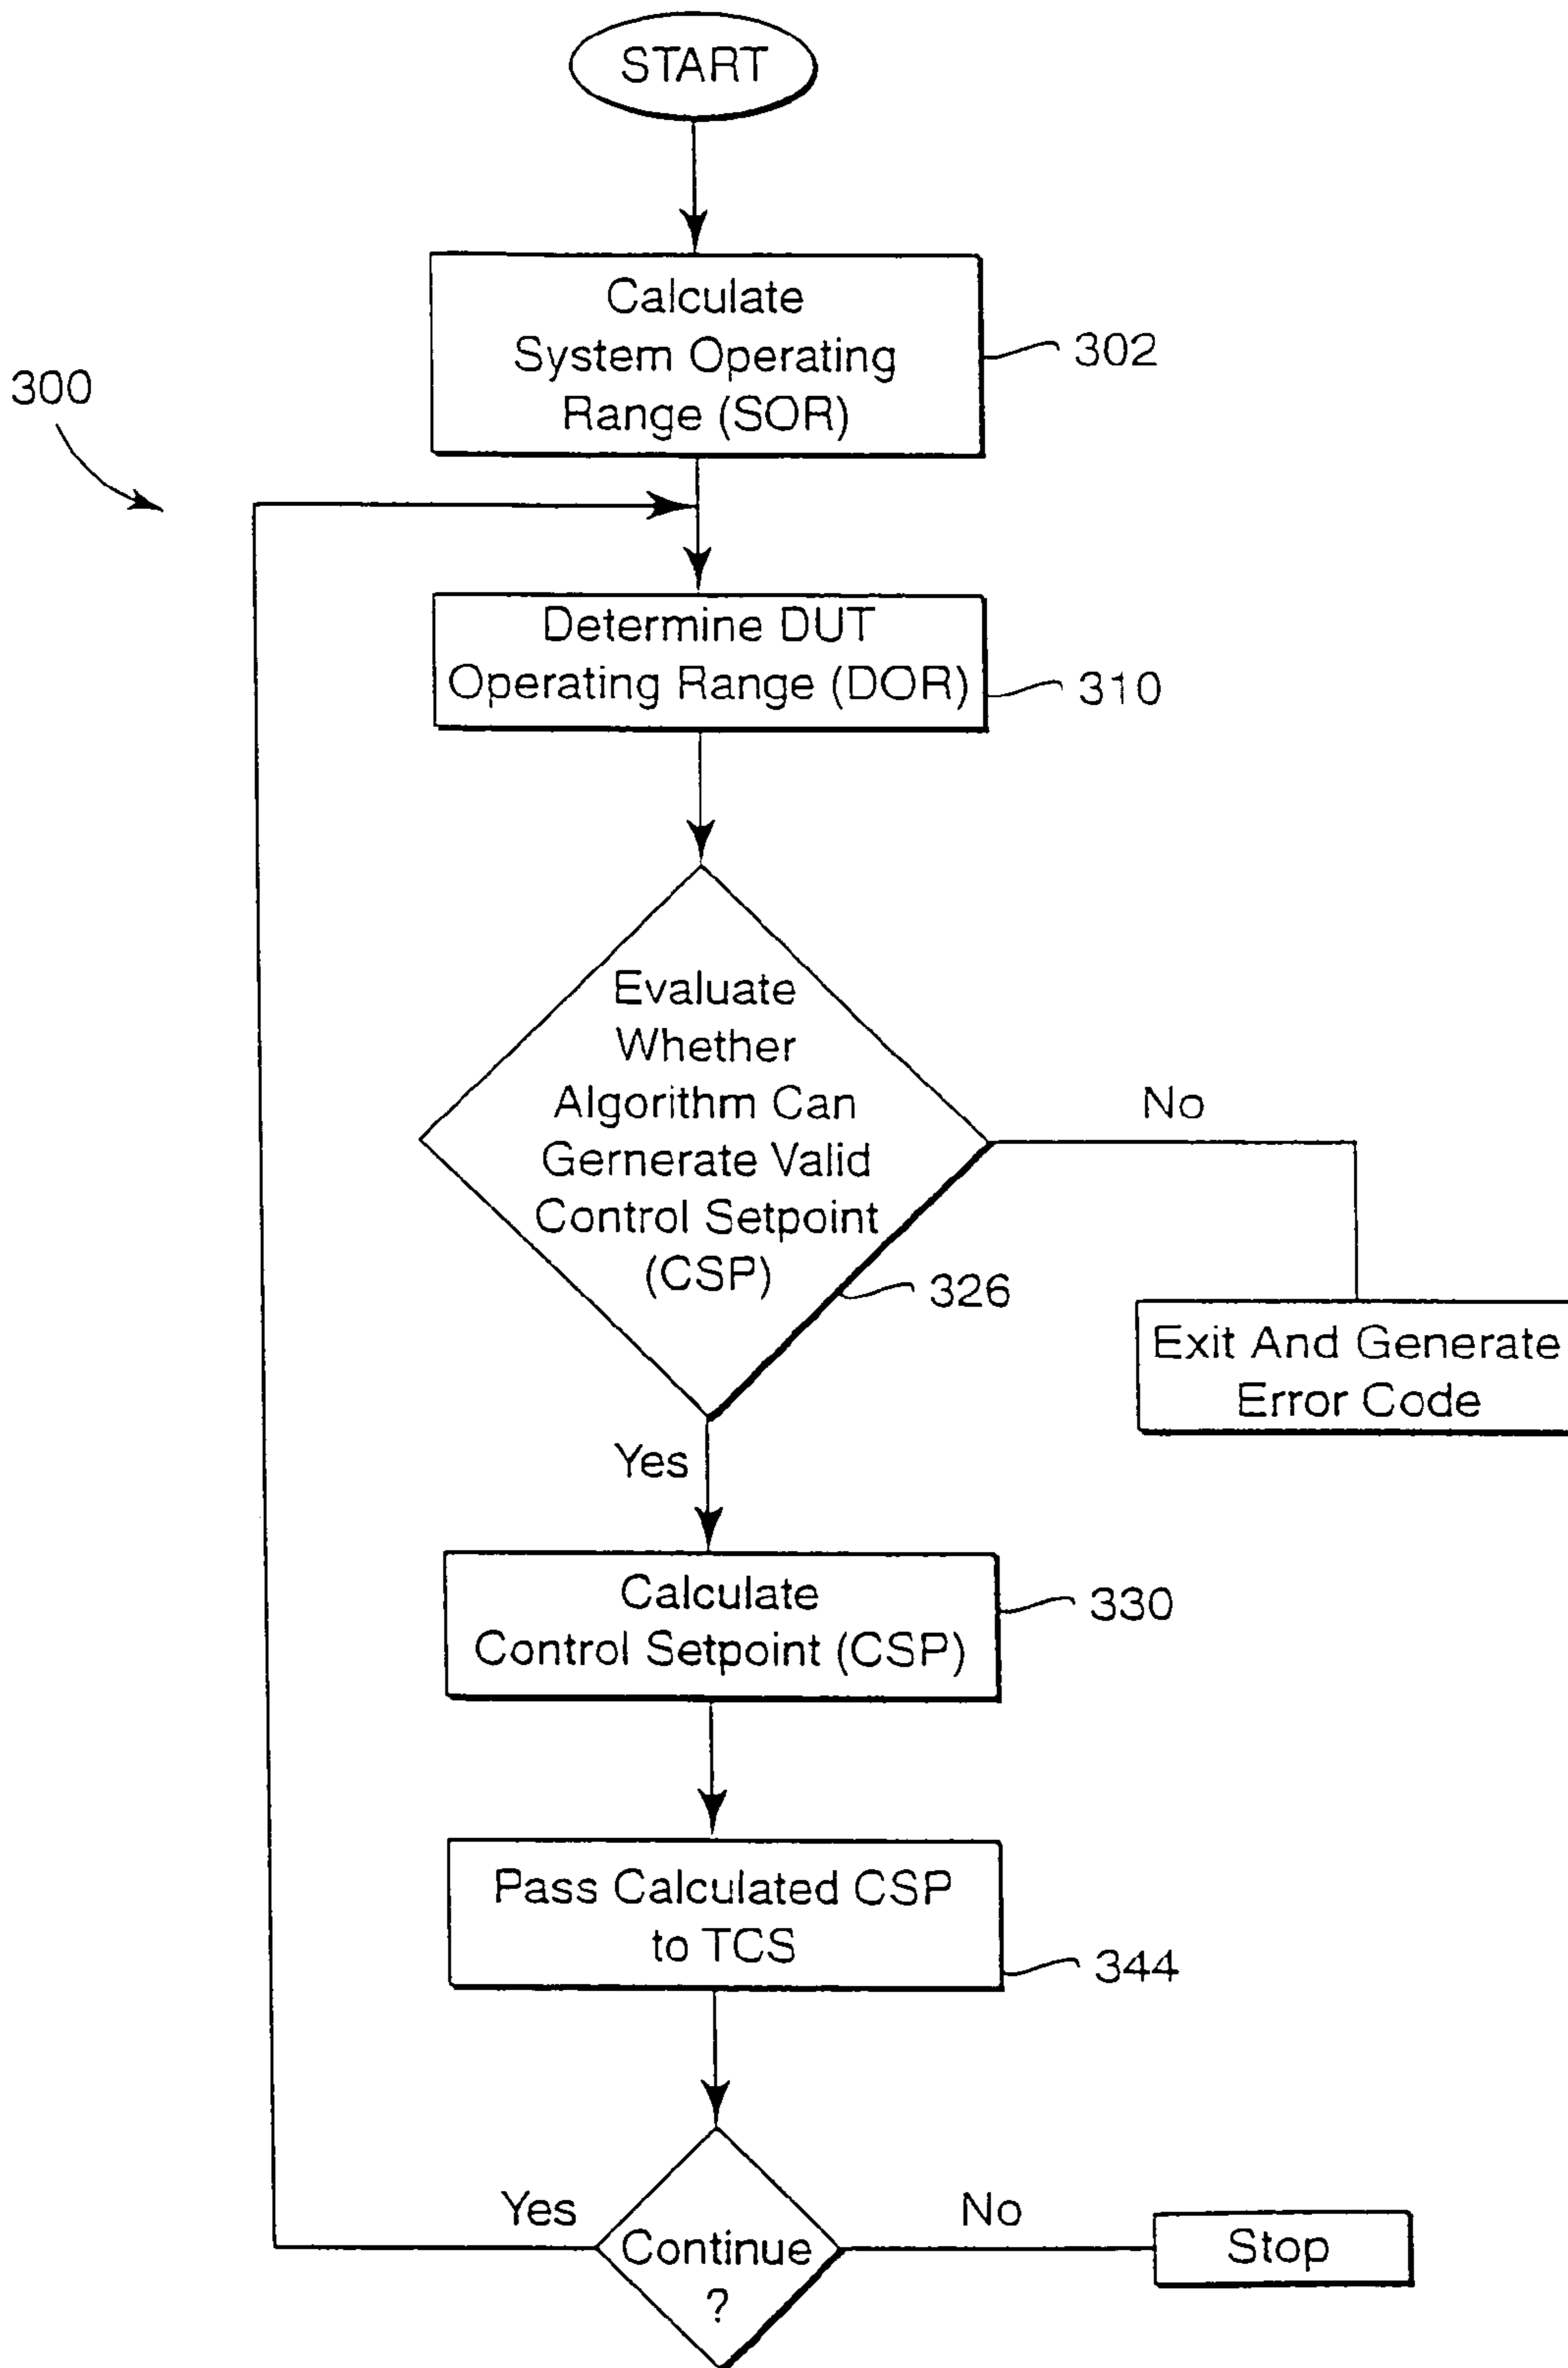 START
Calculate
System Operating
Range (SOR)
302
300
Determine DUT
Operating Range (DOR)
310
Evaluate
Whether
Algorithm Can
Gernerate Valid
Control Setpoint
(CSP)
326
No
Exit And Generate
Error Code
Yes
Calculate
Control Setpoint (CSP)
330
Pass Calculated CSP
to TCS
344
Yes
Continue
?
No
Stop